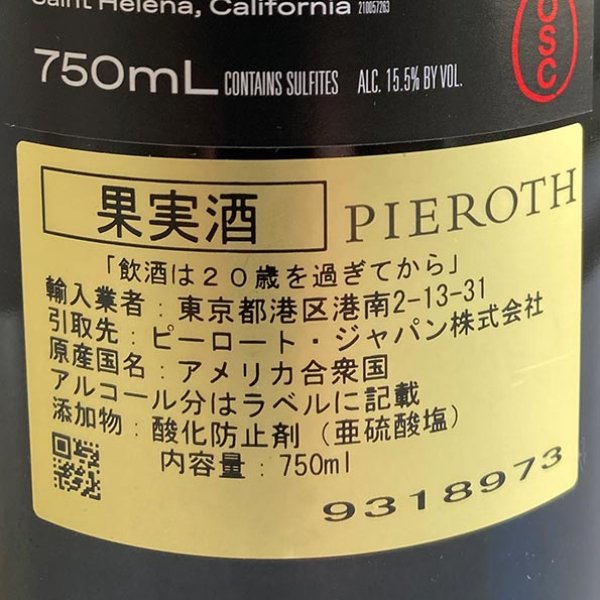 Saint Helena, California 210057263
750mL CONTAINS SULFITES ALC. 15.5% BY VOL.
OSC
果実酒 PIEROTH
「飲酒は20歳を過ぎてから」
輸入業者:東京都港区港南2-13-31
引取先:ピーロート・ジャパン株式会社
原産国名:アメリカ合衆国
アルコール分はラベルに記載
添加物:酸化防止剤(亜硫酸塩)
内容量:750ml
9318973